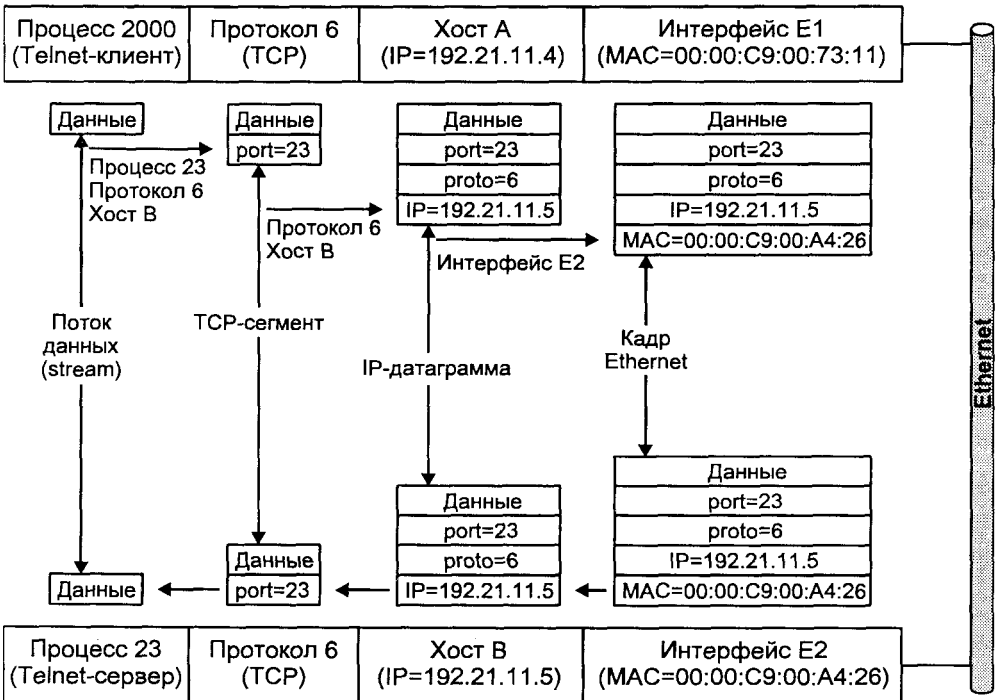 Процесс 2000
(Telnet-клиент)
Протокол 6
(TCP)
Хост А
(IP=192.21.11.4)
Интерфейс Е1
(MAC=00:00:C9:00:73:11)
Данные
Процесс 23
Протокол 6
Хост В
Данные
port=23
Протокол 6
Хост В
Данные
port=23
proto=6
IP=192.21.11.5
Интерфейс Е2
Данные
port=23
proto=6
IP=192.21.11.5
MAC=00:00:C9:00:A4:26
Поток
данных
(stream)
TCP-сегмент
IP-датаграмма
Кадр
Ethernet
Ethernet
Данные
Данные
port=23
Данные
port=23
proto=6
IP=192.21.11.5
Данные
port=23
proto=6
IP=192.21.11.5
MAC=00:00:C9:00:A4:26
Процесс 23
(Telnet-сервер)
Протокол 6
(TCP)
Хост В
(IP=192.21.11.5)
Интерфейс Е2
(MAC=00:00:C9:00:A4:26)